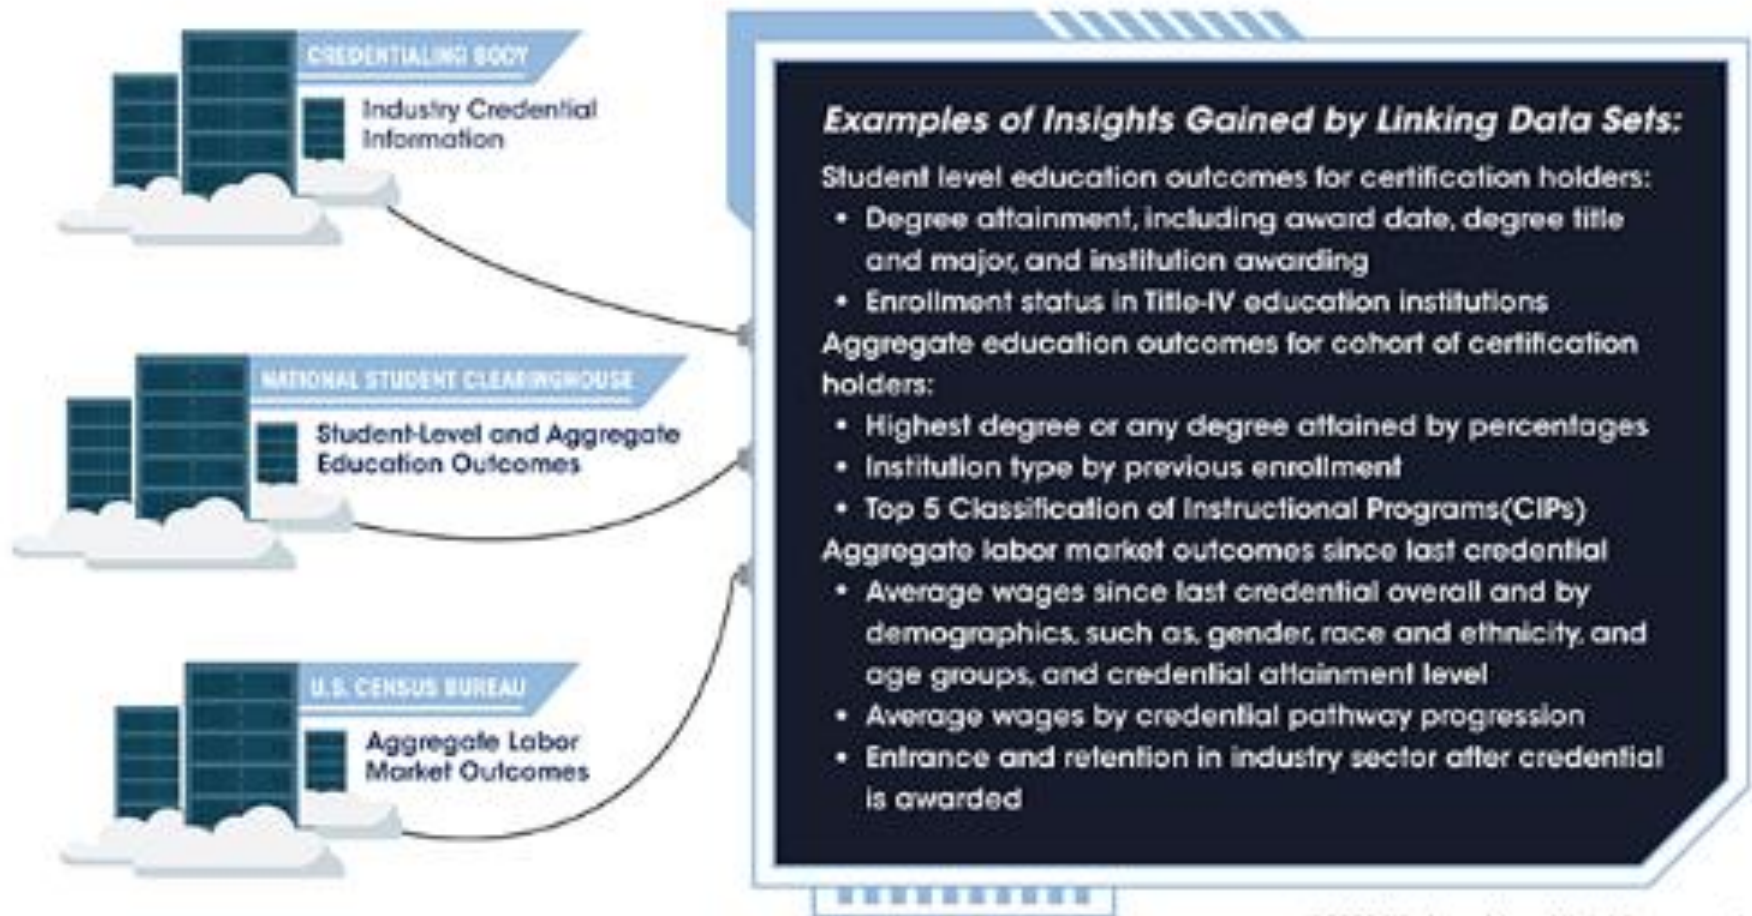 CREDENTIALING BODY
Industry Credential
Information
NATIONAL STUDENT CLEARINGHOUSE
Student-Level and Aggregate
Education Outcomes
U.S. CENSUS BUREAU
Aggregate Labor
Market Outcomes
Examples of Insights Gained by Linking Data Sets:
Student level education outcomes for certification holders:
• Degree attainment, including award date, degree title
and major, and institution awarding
• Enrollment status in Title-IV education institutions
Aggregate education outcomes for cohort of certification
holders:
• Highest degree or any degree attained by percentages
• Institution type by previous enrollment
• Top 5 Classification of Instructional Programs(CIPs)
Aggregate labor market outcomes since last credential
• Average wages since last credential overall and by
demographics, such as, gender, race and ethnicity, and
age groups, and credential attainment level
• Average wages by credential pathway progression
• Entrance and retention in industry sector after credential
is awarded